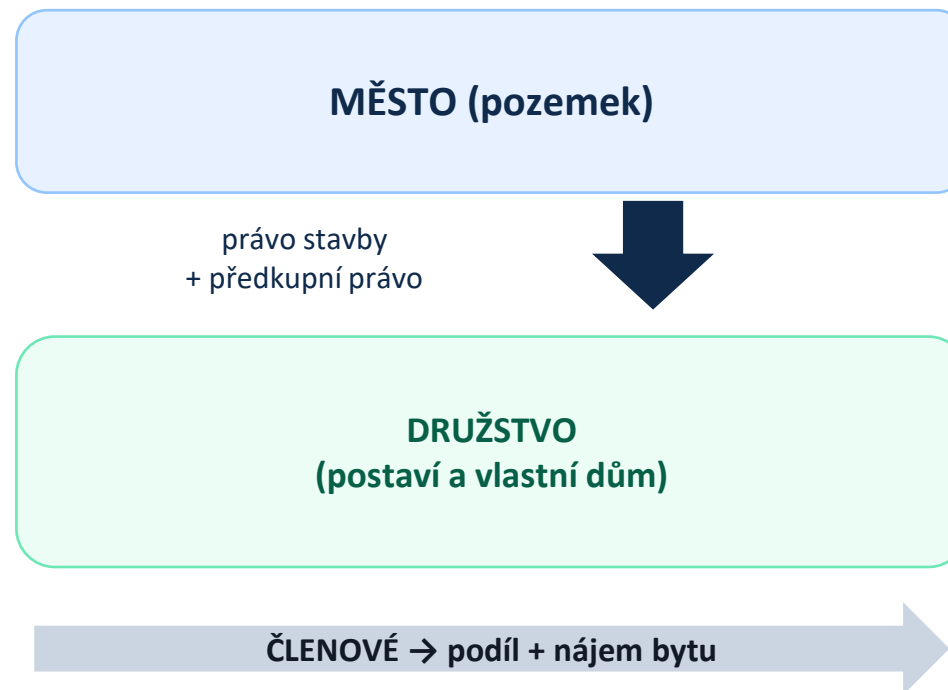 MĚSTO (pozemek)
právo stavby
+ předkupní právo
DRUŽSTVO
(postaví a vlastní dům)
ČLENOVÉ → podíl + nájem bytu